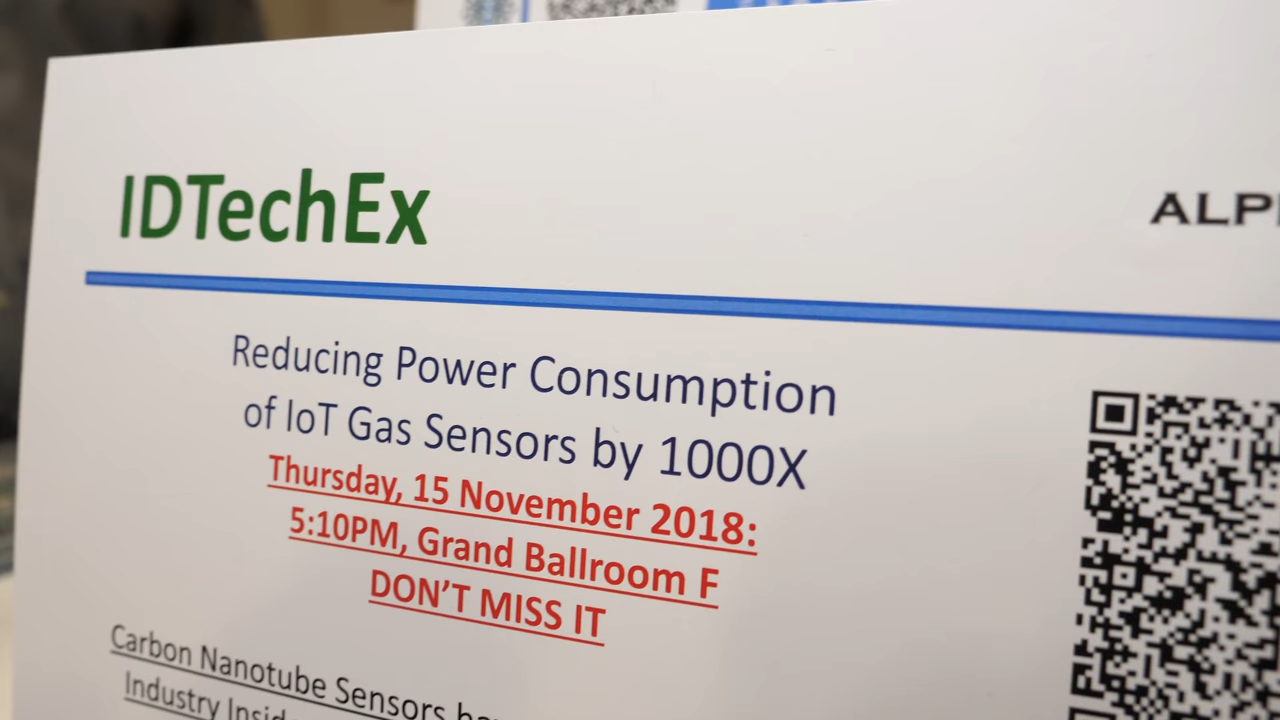 IDTechEx
Reducing Power Consumption
of IoT Gas Sensors by 1000X
Thursday, 15 November 2018:
5:10PM, Grand Ballroom F
DON'T MISS IT
Carbon Nanotube Sensors
Industry